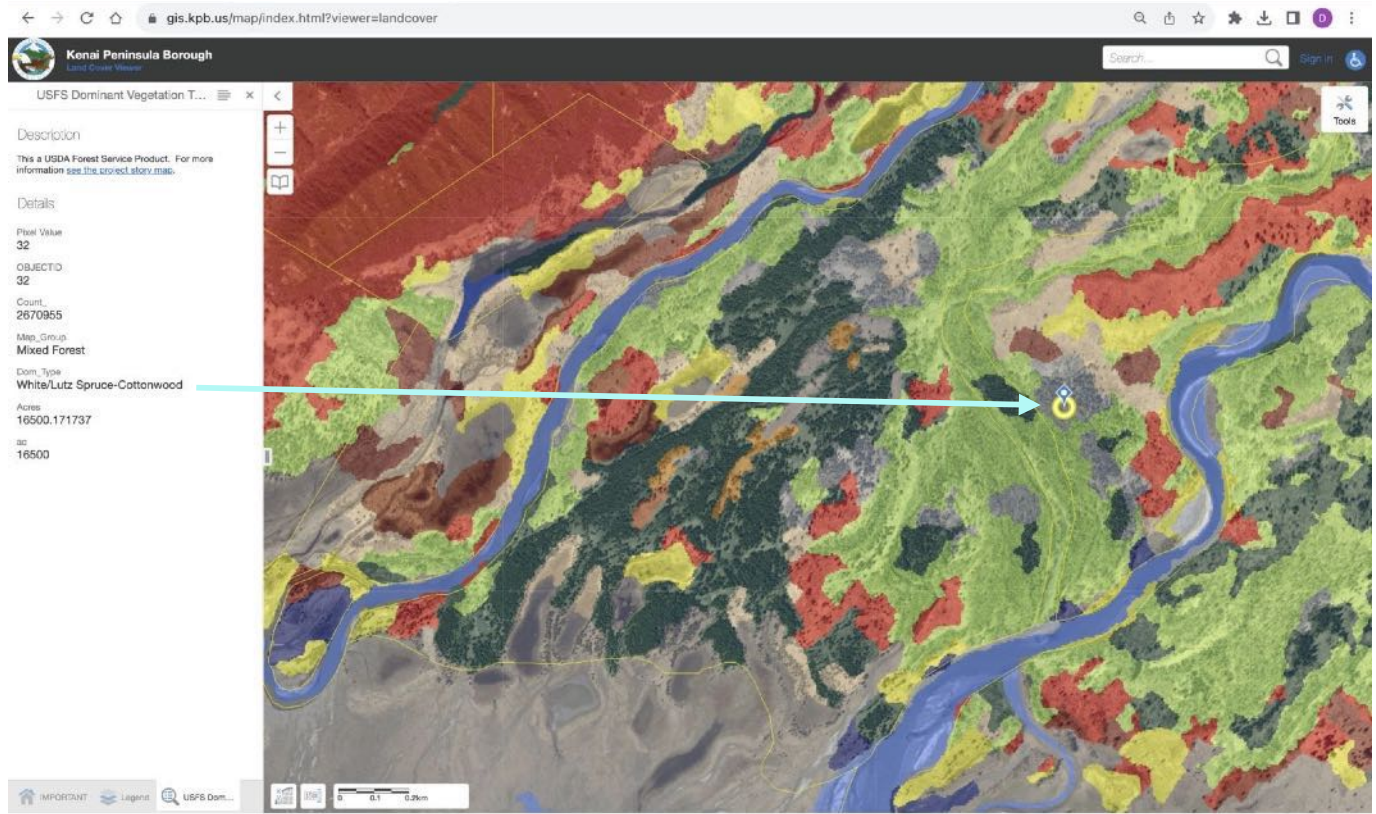 gis.kpb.us/map/index.html?viewer=landcover
D
Kenai Peninsula Borough
Land Cover Viewer
Search...
Sign in
USFS Dominant Vegetation T...
Tools
Description
This a USDA Forest Service Product. For more
information see the project story map.
Details
Pixel Value
32
OBJECTID
32
Count_
2670955
Map_Group
Mixed Forest
Dom_Type
White/Lutz Spruce-Cottonwood
Acres
16500.171737
ac
16500
IMPORTANT
Legend
USFS Dom...
0 0.1 0.2km